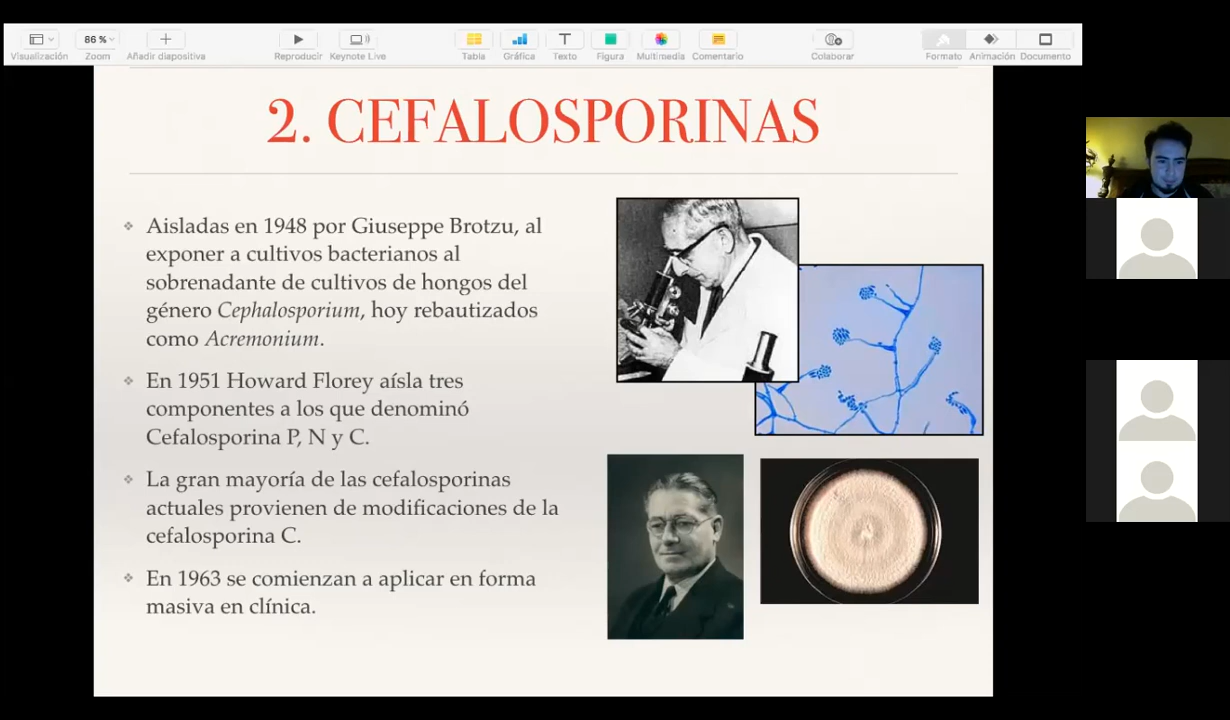 86 %
Visualización
Zoom
Añadir diapositiva
Reproducir
Keynote Live
Tabla
Gráfica
Texto
Figura
Multimedia
Comentario
Colaborar
Formato
Animación
Documento
2. CEFALOSPORINAS
Aisladas en 1948 por Giuseppe Brotzu, al
exponer a cultivos bacterianos al
sobrenadante de cultivos de hongos del
género Cephalosporium, hoy rebautizados
como Acremonium.
En 1951 Howard Florey aísla tres
componentes a los que denominó
Cefalosporina P, N y C.
La gran mayoría de las cefalosporinas
actuales provienen de modificaciones de la
cefalosporina C.
En 1963 se comienzan a aplicar en forma
masiva en clínica.